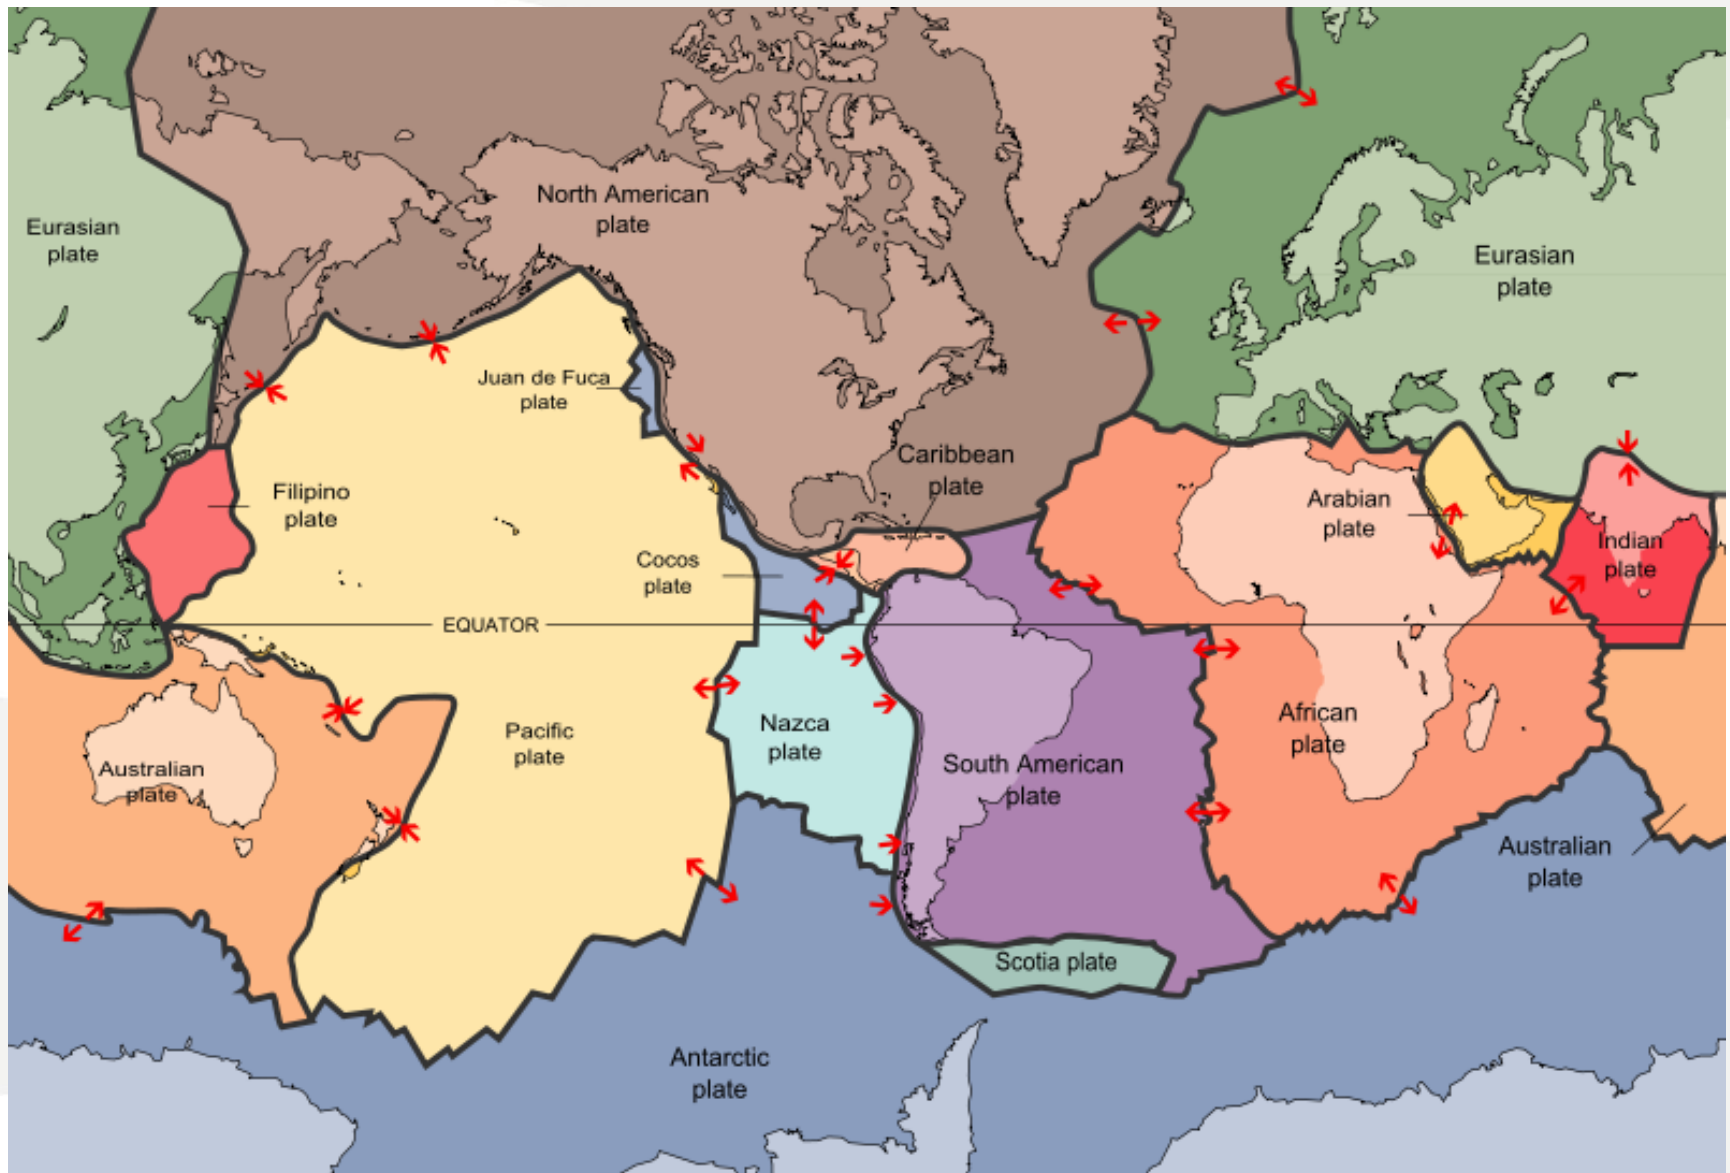 North American
plate
Eurasian
plate
Eurasian
plate
Juan de Fuca
plate
Caribbean
plate
Filipino
plate
Arabian
plate
Indian
plate
Cocos
plate
EQUATOR
Pacific
plate
Nazca
plate
African
plate
Australian
plate
South American
plate
Australian
plate
Scotia plate
Antarctic
plate